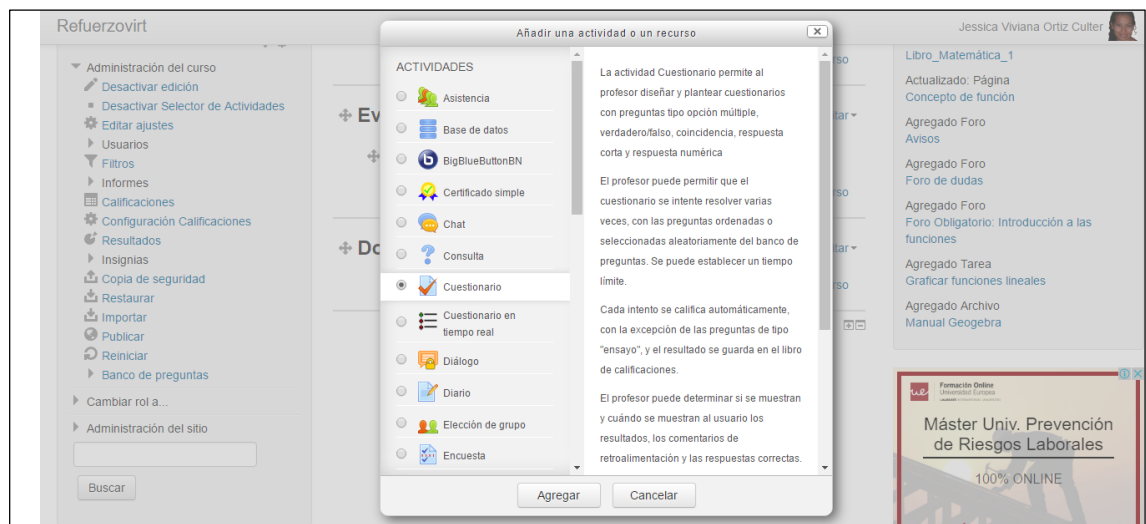 Refuerzovirt
Jessica Viviana Ortiz Culter
Administración del curso
Desactivar edición
Desactivar Selector de Actividades
Editar ajustes
Usuarios
Filtros
Informes
Calificaciones
Configuración Calificaciones
Resultados
Insignias
Copia de seguridad
Restaurar
Importar
Publicar
Reiniciar
Banco de preguntas
Cambiar rol a...
Administración del sitio
Buscar
Ev
Do
Añadir una actividad o un recurso
ACTIVIDADES
Asistencia
Base de datos
BigBlueButtonBN
Certificado simple
Chat
Consulta
Cuestionario
Cuestionario en
tiempo real
Diálogo
Diario
Elección de grupo
Encuesta
La actividad Cuestionario permite al
profesor diseñar y plantear cuestionarios
con preguntas tipo opción múltiple,
verdadero/falso, coincidencia, respuesta
corta y respuesta numérica
El profesor puede permitir que el
cuestionario se intente resolver varias
veces, con las preguntas ordenadas o
seleccionadas aleatoriamente del banco de
preguntas. Se puede establecer un tiempo
límite.
Cada intento se califica automáticamente,
con la excepción de las preguntas de tipo
"ensayo", y el resultado se guarda en el libro
de calificaciones.
El profesor puede determinar si se muestran
y cuándo se muestran al usuario los
resultados, los comentarios de
retroalimentación y las respuestas correctas.
Agregar
Cancelar
rso
tar
rso
tar
rso
Libro_Matemática_1
Actualizado: Página
Concepto de función
Agregado Foro
Avisos
Agregado Foro
Foro de dudas
Agregado Foro
Foro Obligatorio: Introducción a las
funciones
Agregado Tarea
Graficar funciones lineales
Agregado Archivo
Manual Geogebra
ue
Formación Online
Universidad Europea
Máster Univ. Prevención
de Riesgos Laborales
100% ONLINE